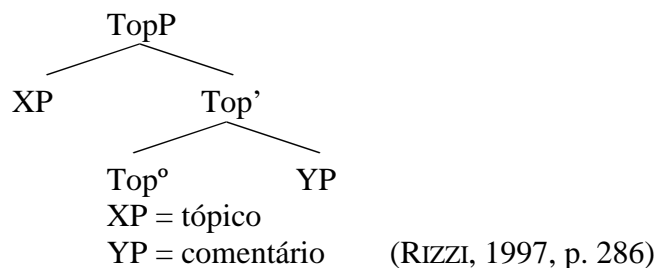 TopP
XP Top’
Topº YP
XP = tópico
YP = comentário (RIZZI, 1997, p. 286)